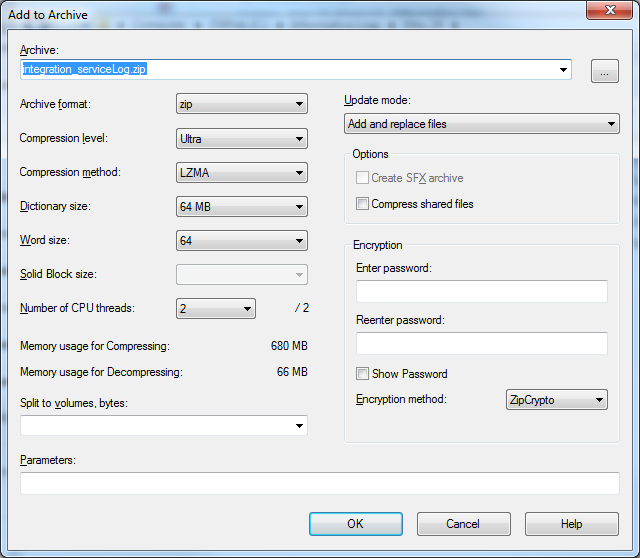 Add to Archive
Archive:
integration_serviceLog.zip
...
Archive format: zip
Update mode:
Add and replace files
Compression level: Ultra
Options
Compression method: LZMA
Create SFX archive
Dictionary size: 64 MB
Compress shared files
Word size: 64
Encryption
Solid Block size:
Enter password:
Number of CPU threads: 2 / 2
Reenter password:
Memory usage for Compressing: 680 MB
Memory usage for Decompressing: 66 MB
Show Password
Split to volumes, bytes:
Encryption method: ZipCrypto
Parameters:
OK Cancel Help